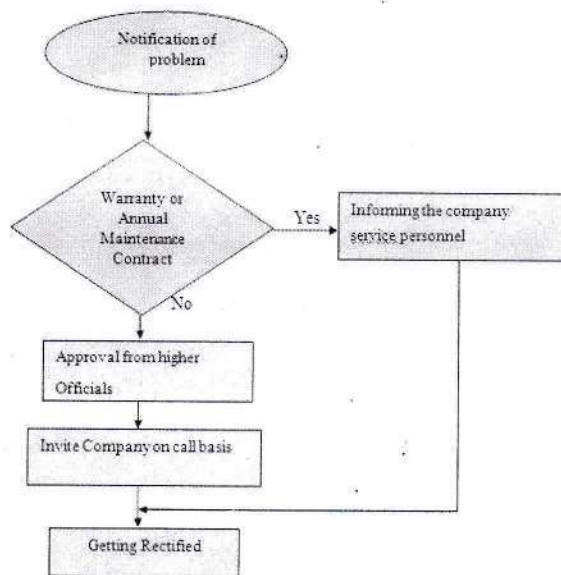 Notification of
problem
Warranty or
Annual
Maintenance
Contract
Yes
Informing the company
service personnel
No
Approval from higher
Officials
Invite Company on call basis
Getting Rectified